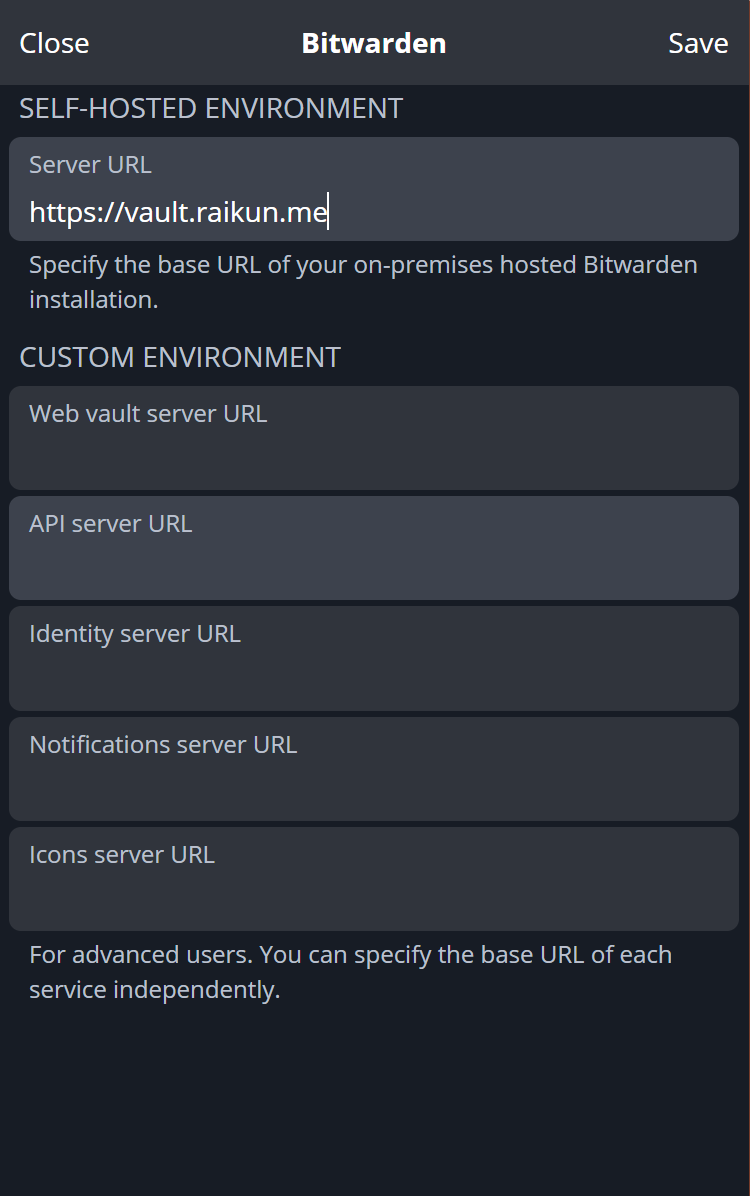 Close Bitwarden Save
SELF-HOSTED ENVIRONMENT
Server URL
https://vault.raikun.me
Specify the base URL of your on-premises hosted Bitwarden
installation.
CUSTOM ENVIRONMENT
Web vault server URL
API server URL
Identity server URL
Notifications server URL
Icons server URL
For advanced users. You can specify the base URL of each
service independently.